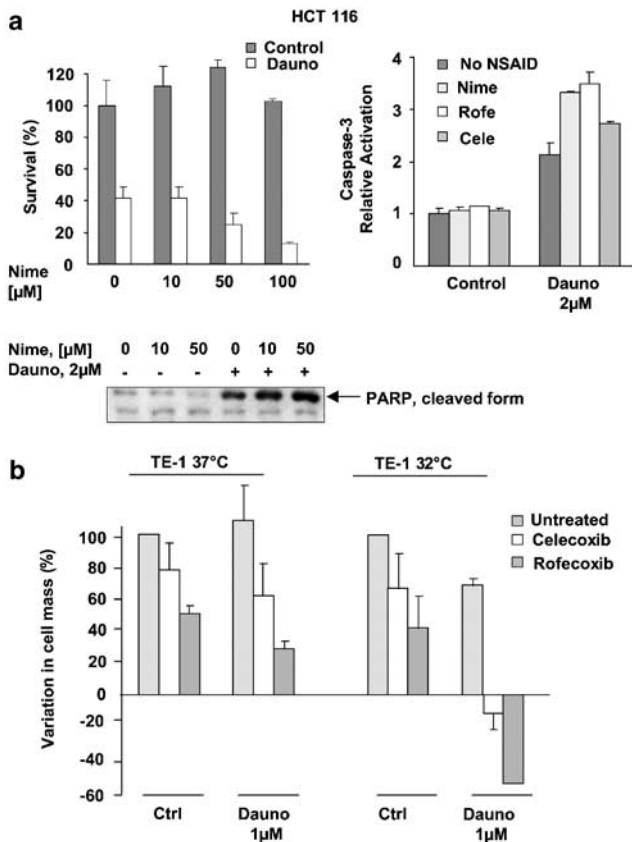 HCT 116
a
Control
Dauno
120
100
80
60
40
20
0
Survival (%)
Nime
[µM]
0 10 50 100
No NSAID
Nime
Rofe
Cele
4
3
2
1
0
Caspase-3
Relative Activation
Control
Dauno
2µM
Nime, [µM] 0 10 50 0 10 50
Dauno, 2µM - - - + + +
PARP, cleaved form
b
TE-1 37°C
TE-1 32°C
Untreated
Celecoxib
Rofecoxib
100
80
60
40
20
0
-20
-40
-60
Variation in cell mass (%)
Ctrl
Dauno
1µM
Ctrl
Dauno
1µM